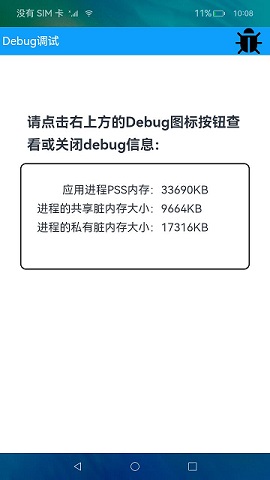 没有 SIM 卡 11% 10:08
Debug调试
请点击右上方的Debug图标按钮查
看或关闭debug信息：
应用进程PSS内存：33690KB
进程的共享脏内存大小：9664KB
进程的私有脏内存大小：17316KB